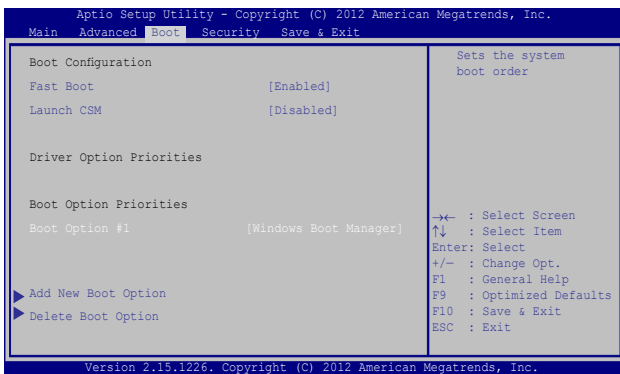 Aptio Setup Utility - Copyright (C) 2012 American Megatrends, Inc.
Main Advanced Boot Security Save & Exit
Boot Configuration
Fast Boot [Enabled]
Launch CSM [Disabled]
Driver Option Priorities
Boot Option Priorities
Boot Option #1 [Windows Boot Manager]
Add New Boot Option
Delete Boot Option
Sets the system
boot order
→← : Select Screen
↑↓ : Select Item
Enter: Select
+/— : Change Opt.
F1 : General Help
F9 : Optimized Defaults
F10 : Save & Exit
ESC : Exit
Version 2.15.1226. Copyright (C) 2012 American Megatrends, Inc.